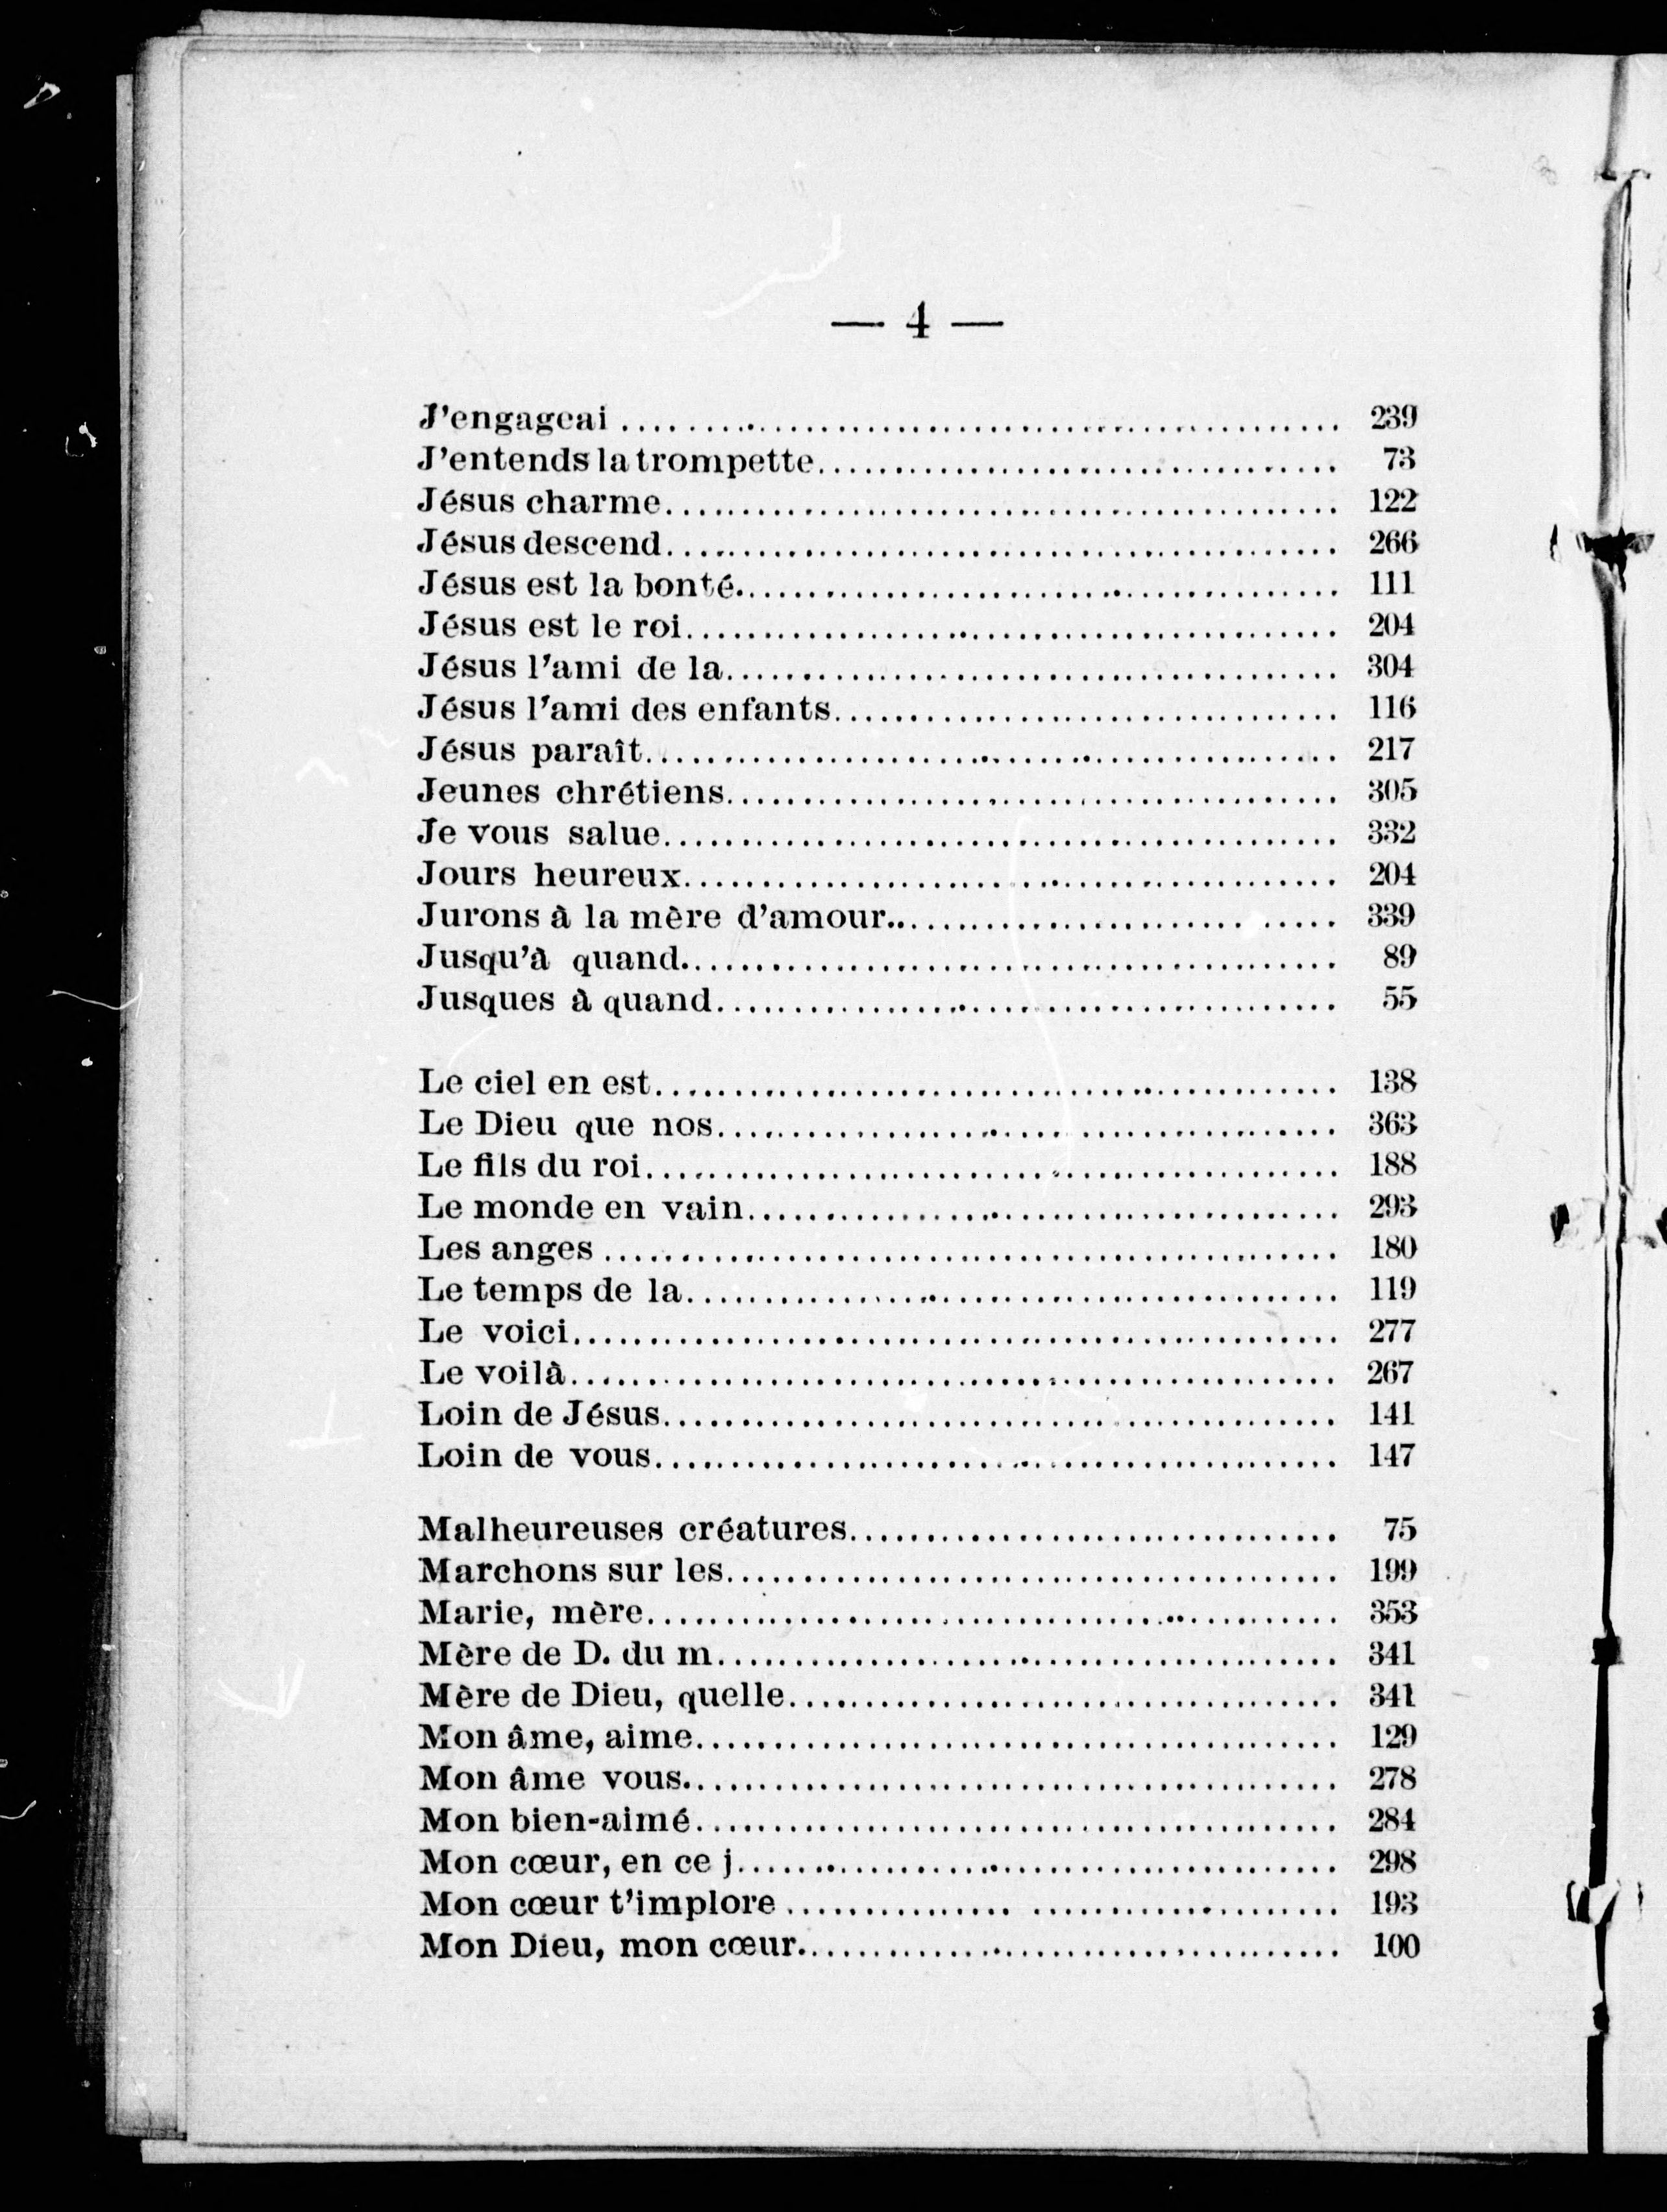 — 4 —
J'engageai ........ 239
J'entends la trompette........ 73
Jésus charme........ 122
Jésus descend........ 266
Jésus est la bonté........ 111
Jésus est le roi........ 204
Jésus l'ami de la........ 304
Jésus l'ami des enfants........ 116
Jésus paraît........ 217
Jeunes chrétiens........ 305
Je vous salue........ 332
Jours heureux........ 204
Jurons à la mère d'amour........ 339
Jusqu'à quand........ 89
Jusques à quand........ 55
Le ciel en est........ 138
Le Dieu que nos........ 363
Le fils du roi........ 188
Le monde en vain........ 293
Les anges ........ 180
Le temps de la........ 119
Le voici........ 277
Le voilà........ 267
Loin de Jésus........ 141
Loin de vous........ 147
Malheureuses créatures........ 75
Marchons sur les........ 199
Marie, mère........ 353
Mère de D. du m........ 341
Mère de Dieu, quelle........ 341
Mon âme, aime........ 129
Mon âme vous........ 278
Mon bien-aimé........ 284
Mon cœur, en ce j........ 298
Mon cœur t'implore ........ 193
Mon Dieu, mon cœur........ 100